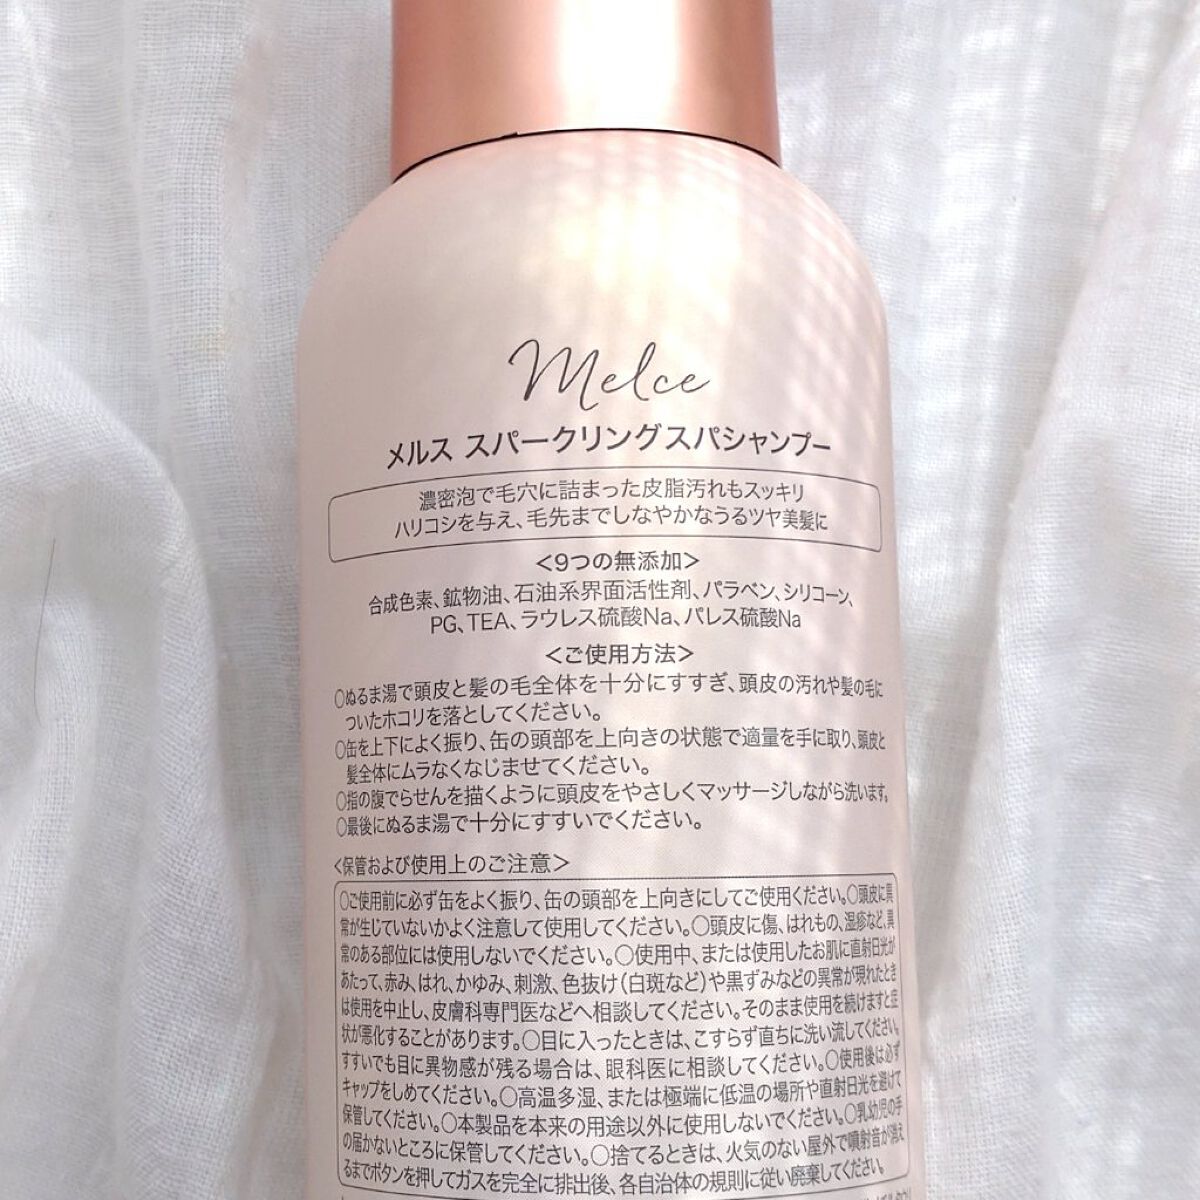 Melce
メルス スパークリングスパシャンプー
濃密泡で毛穴に詰まった皮脂汚れもスッキリ
ハリコシを与え、毛先までしなやかなうるツヤ美髪に
<9つの無添加>
合成色素、鉱物油、石油系界面活性剤、パラベン、シリコーン、
PG、TEA、ラウレス硫酸Na、パレス硫酸Na
<ご使用方法>
○ぬるま湯で頭皮と髪の毛全体を十分にすすぎ、頭皮の汚れや髪の毛に
ついたホコリを落としてください。
○缶を上下によく振り、缶の頭部を上向きの状態で適量を手に取り、頭皮と
髪全体にムラなくなじませてください。
○指の腹でらせんを描くように頭皮をやさしくマッサージしながら洗います。
○最後にぬるま湯で十分にすすいでください。
<保管および使用上のご注意>
○ご使用前に必ず缶をよく振り、缶の頭部を上向きにしてご使用ください。○頭皮に異
常が生じていないかよく注意して使用してください。○頭皮に傷、はれもの、湿疹など、異
常のある部位には使用しないでください。○使用中、または使用したお肌に直射日光が
あたって、赤み、はれ、かゆみ、刺激、色抜け(白斑など)や黒ずみなどの異常が現れたとき
は使用を中止し、皮膚科専門医などへ相談してください。そのまま使用を続けますと症
状が悪化することがあります。○目に入ったときは、こすらず直ちに洗い流してください。
すすいでも目に異物感が残る場合は、眼科医に相談してください。○使用後は必ず
キャップをしめてください。○高温多湿、または極端に低温の場所や直射日光を避けて
保管してください。○本製品を本来の用途以外に使用しないでください。○乳幼児の手
の届かないところに保管してください。○捨てるときは、火気のない屋外で噴射音が消え
るまでボタンを押してガスを完全に排出後、各自治体の規則に従い廃棄してください。